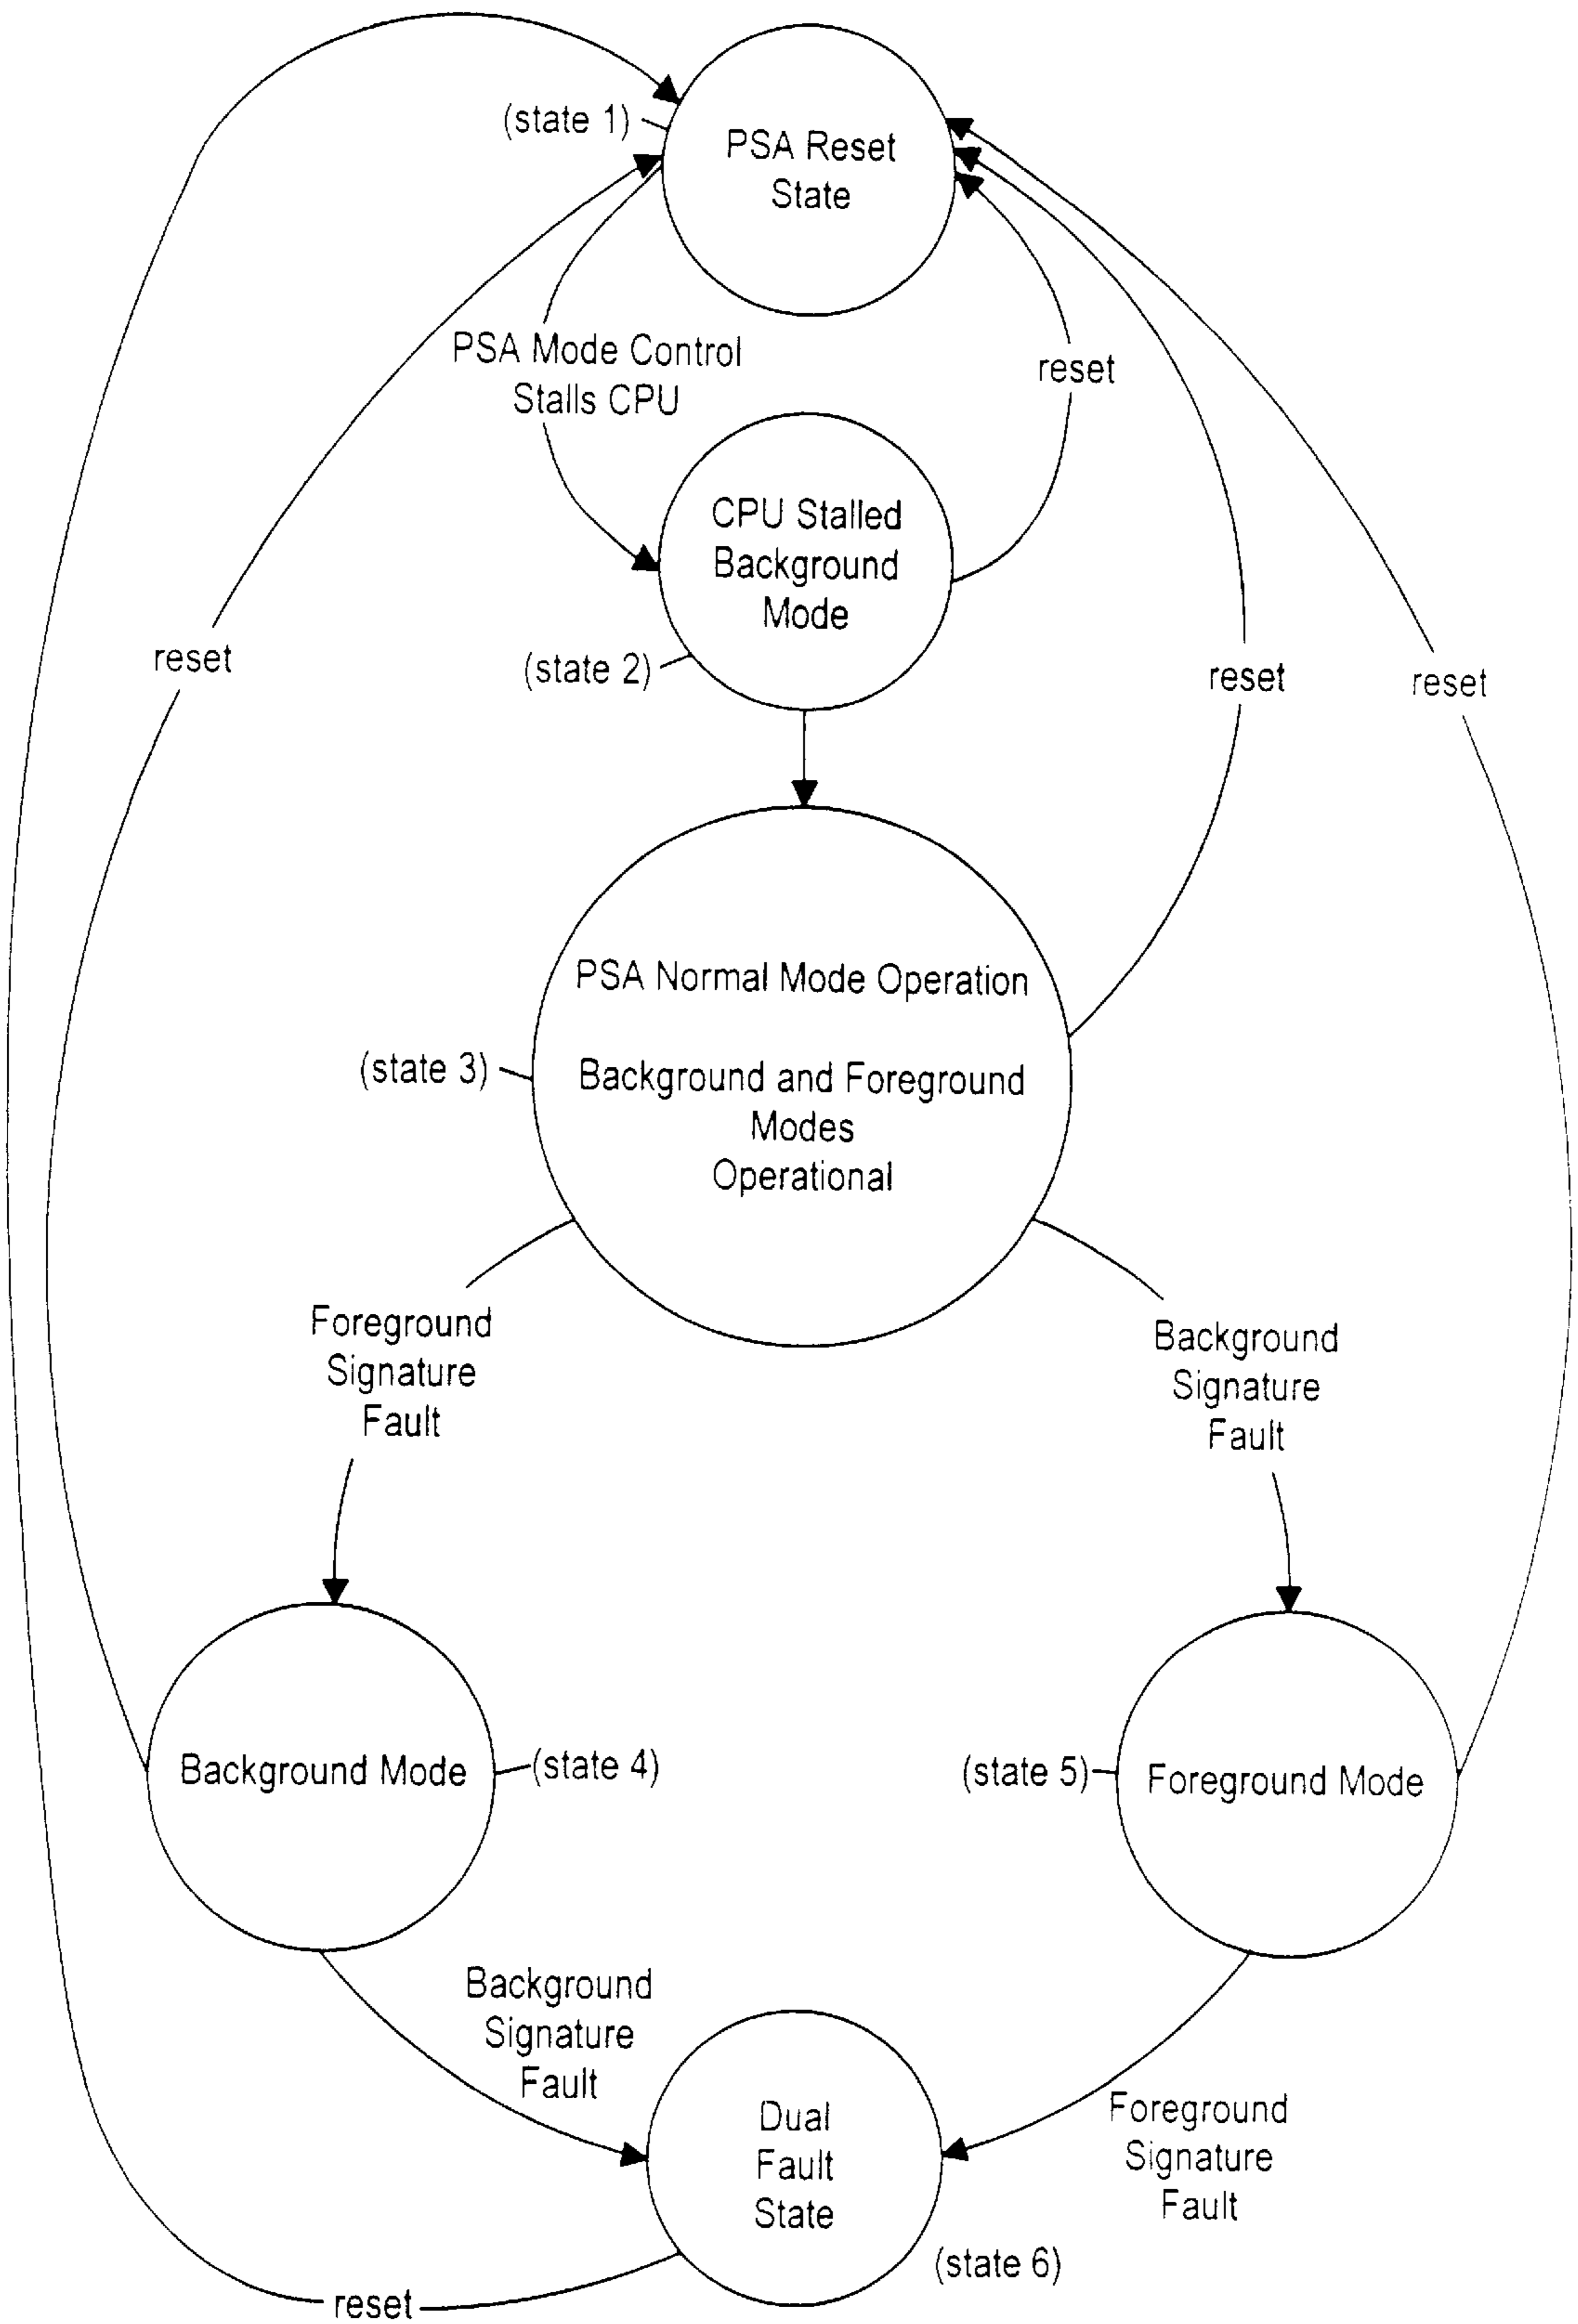 (state 1)
PSA Reset
State
PSA Mode Control
Stalls CPU
reset
CPU Stalled
Background
Mode
(state 2)
reset
reset
reset
PSA Normal Mode Operation
(state 3)
Background and Foreground
Modes
Operational
Foreground
Signature
Fault
Background
Signature
Fault
Background Mode
(state 4)
(state 5)
Foreground Mode
Background
Signature
Fault
Dual
Fault
State
Foreground
Signature
Fault
(state 6)
reset